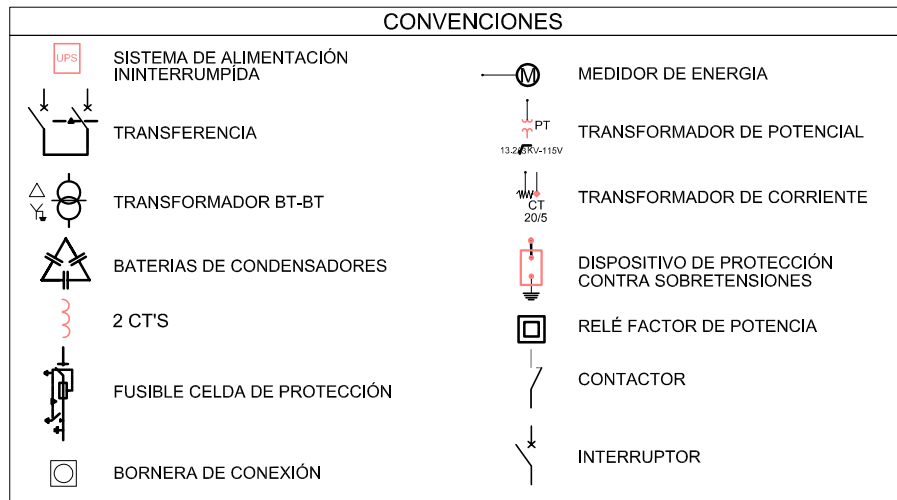 CONVENCIONES
UPS
SISTEMA DE ALIMENTACIÓN
ININTERRUMPÍDA
TRANSFERENCIA
TRANSFORMADOR BT-BT
BATERIAS DE CONDENSADORES
2 CT'S
FUSIBLE CELDA DE PROTECCIÓN
BORNERA DE CONEXIÓN
M
MEDIDOR DE ENERGIA
PT
TRANSFORMADOR DE POTENCIAL
CT
20/5
TRANSFORMADOR DE CORRIENTE
DISPOSITIVO DE PROTECCIÓN
CONTRA SOBRETENSIONES
RELÉ FACTOR DE POTENCIA
CONTACTOR
INTERRUPTOR